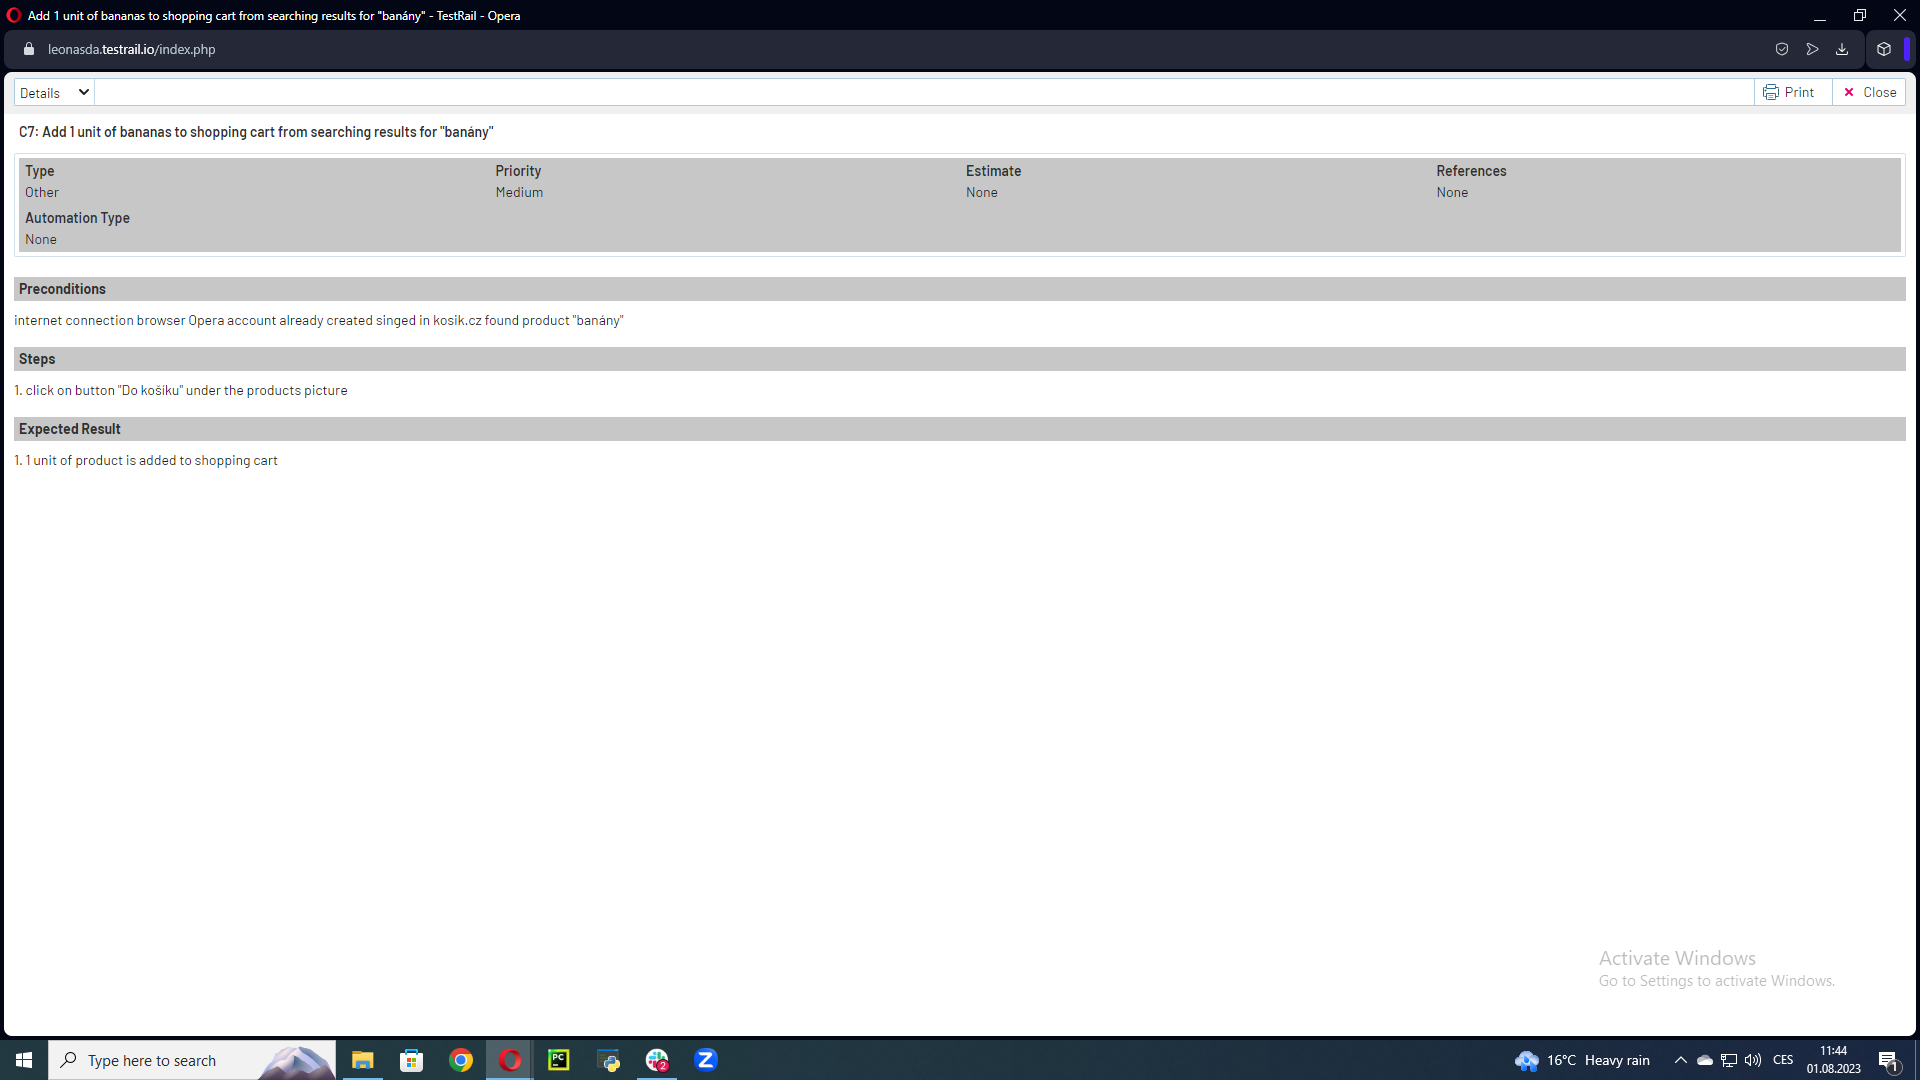 Add 1 unit of bananas to shopping cart from searching results for "banány" - TestRail - Opera
leonasda.testrail.io/index.php
Details
Print
Close
C7: Add 1 unit of bananas to shopping cart from searching results for "banány"
Type Priority Estimate References
Other Medium None None
Automation Type
None
Preconditions
internet connection browser Opera account already created singed in kosik.cz found product "banány"
Steps
1. click on button "Do košíku" under the products picture
Expected Result
1. 1 unit of product is added to shopping cart
Activate Windows
Go to Settings to activate Windows.
Type here to search
PC
2
Z
16°C Heavy rain
CES
11:44
01.08.2023
1